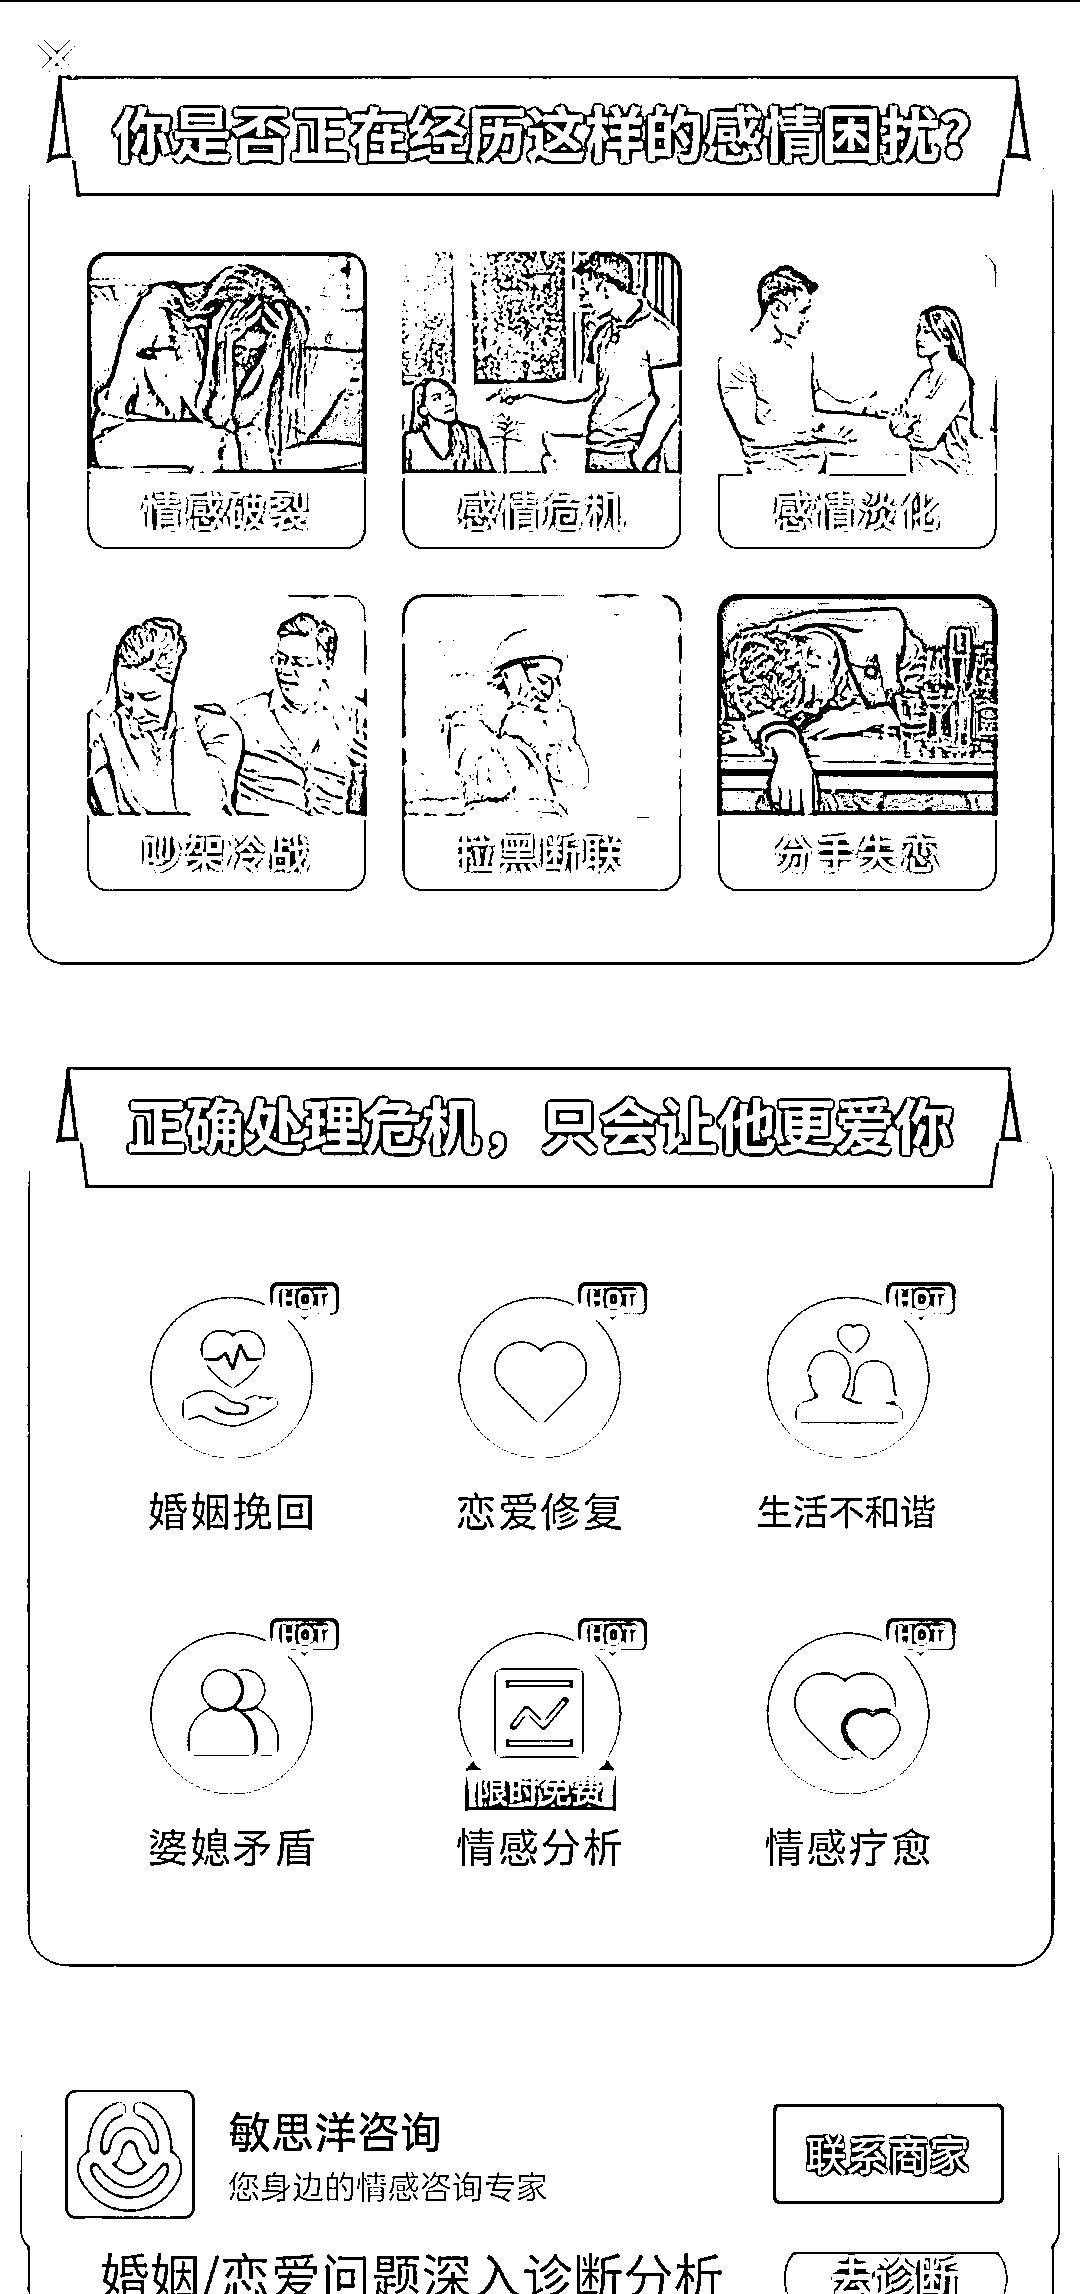 你是否正在经历这样的感情困扰?
情感破裂
感情危机
感情淡化
吵架冷战
拉黑断联
分手失恋
正确处理危机，只会让他更爱你
HOT
HOT
HOT
婚姻挽回
恋爱修复
生活不和谐
HOT
HOT
HOT
限时免费
婆媳矛盾
情感分析
情感疗愈
敏思洋咨询
您身边的情感咨询专家
联系商家
婚姻/恋爱问题深入诊断分析
去诊断